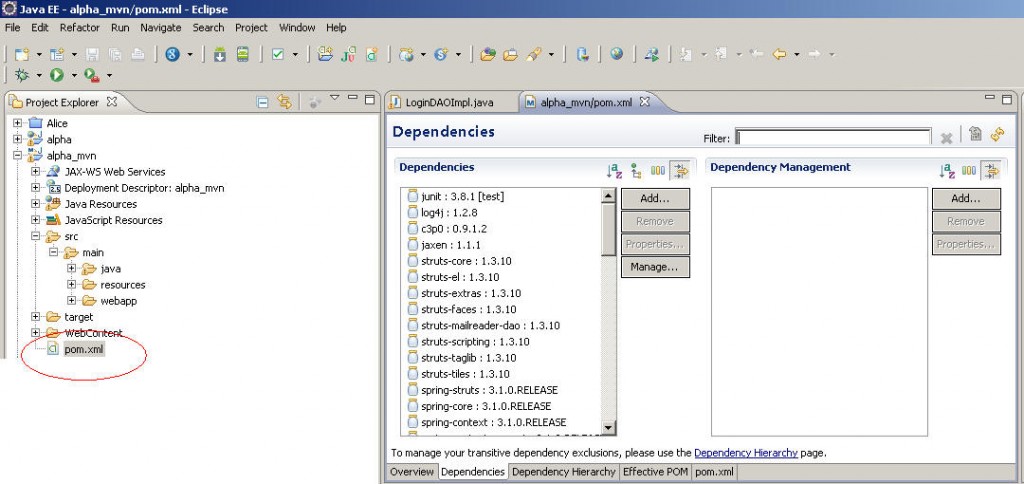 Java EE - alpha_mvn/pom.xml - Eclipse
File Edit Refactor Run Navigate Search Project Window Help
Project Explorer
Alice
alpha
alpha_mvn
JAX-WS Web Services
Deployment Descriptor: alpha_mvn
Java Resources
JavaScript Resources
src
main
java
resources
webapp
target
WebContent
pom.xml
LoginDAOImpl.java
alpha_mvn/pom.xml
Dependencies
Filter:
Dependencies
junit : 3.8.1 [test]
log4j : 1.2.8
c3p0 : 0.9.1.2
jaxen : 1.1.1
struts-core : 1.3.10
struts-el : 1.3.10
struts-extras : 1.3.10
struts-faces : 1.3.10
struts-mailreader-dao : 1.3.10
struts-scripting : 1.3.10
struts-taglib : 1.3.10
struts-tiles : 1.3.10
spring-struts : 3.1.0.RELEASE
spring-core : 3.1.0.RELEASE
spring-context : 3.1.0.RELEASE
Add...
Remove
Properties...
Manage...
Dependency Management
Add...
Remove
Properties...
To manage your transitive dependency exclusions, please use the Dependency Hierarchy page.
Overview Dependencies Dependency Hierarchy Effective POM pom.xml